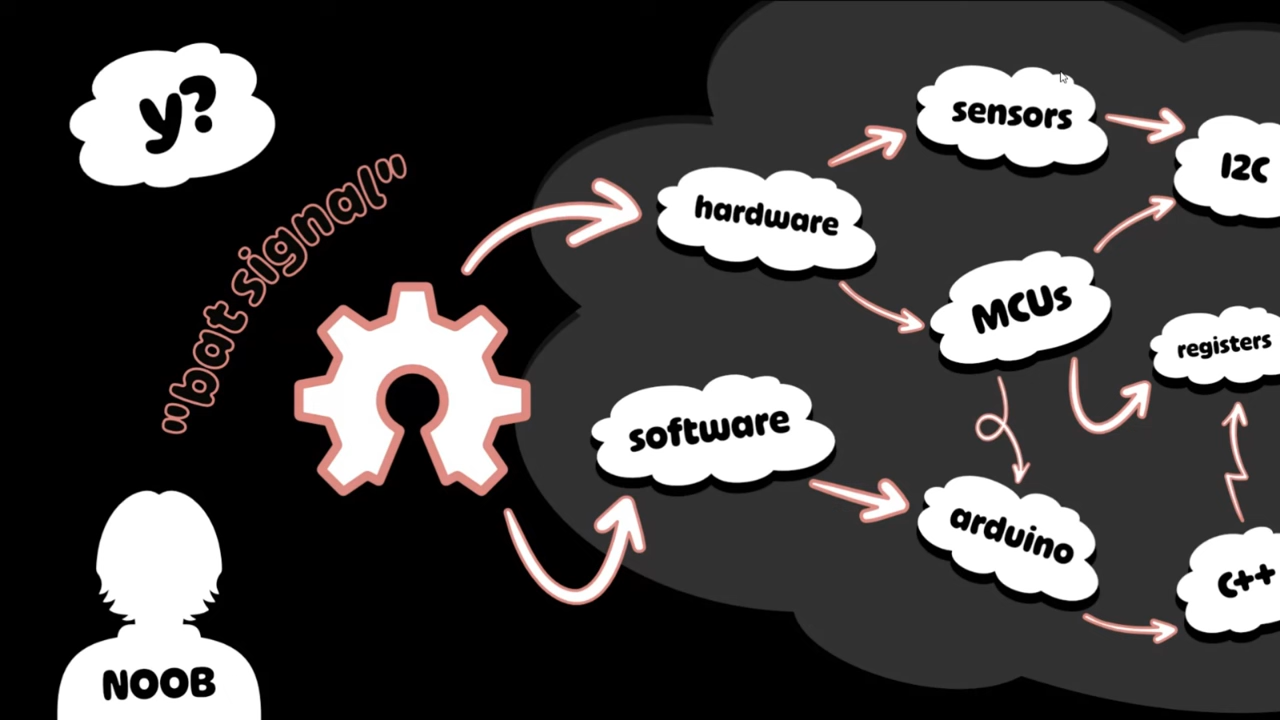 y?
"bat signal"
NOOB
hardware
software
sensors
MCUs
arduino
I2C
registers
C++